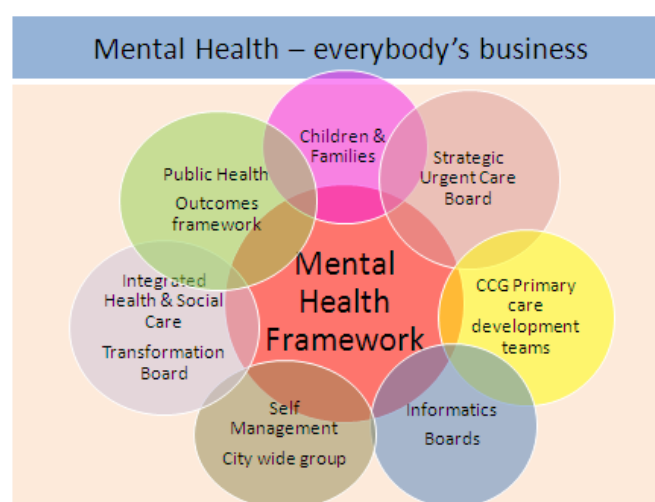 Mental Health – everybody's business
Children &
Families
Strategic
Urgent Care
Board
CCG Primary
care
development
teams
Informatics
Boards
Self
Management
City wide group
Integrated
Health & Social
Care
Transformation
Board
Public Health
Outcomes
framework
Mental
Health
Framework